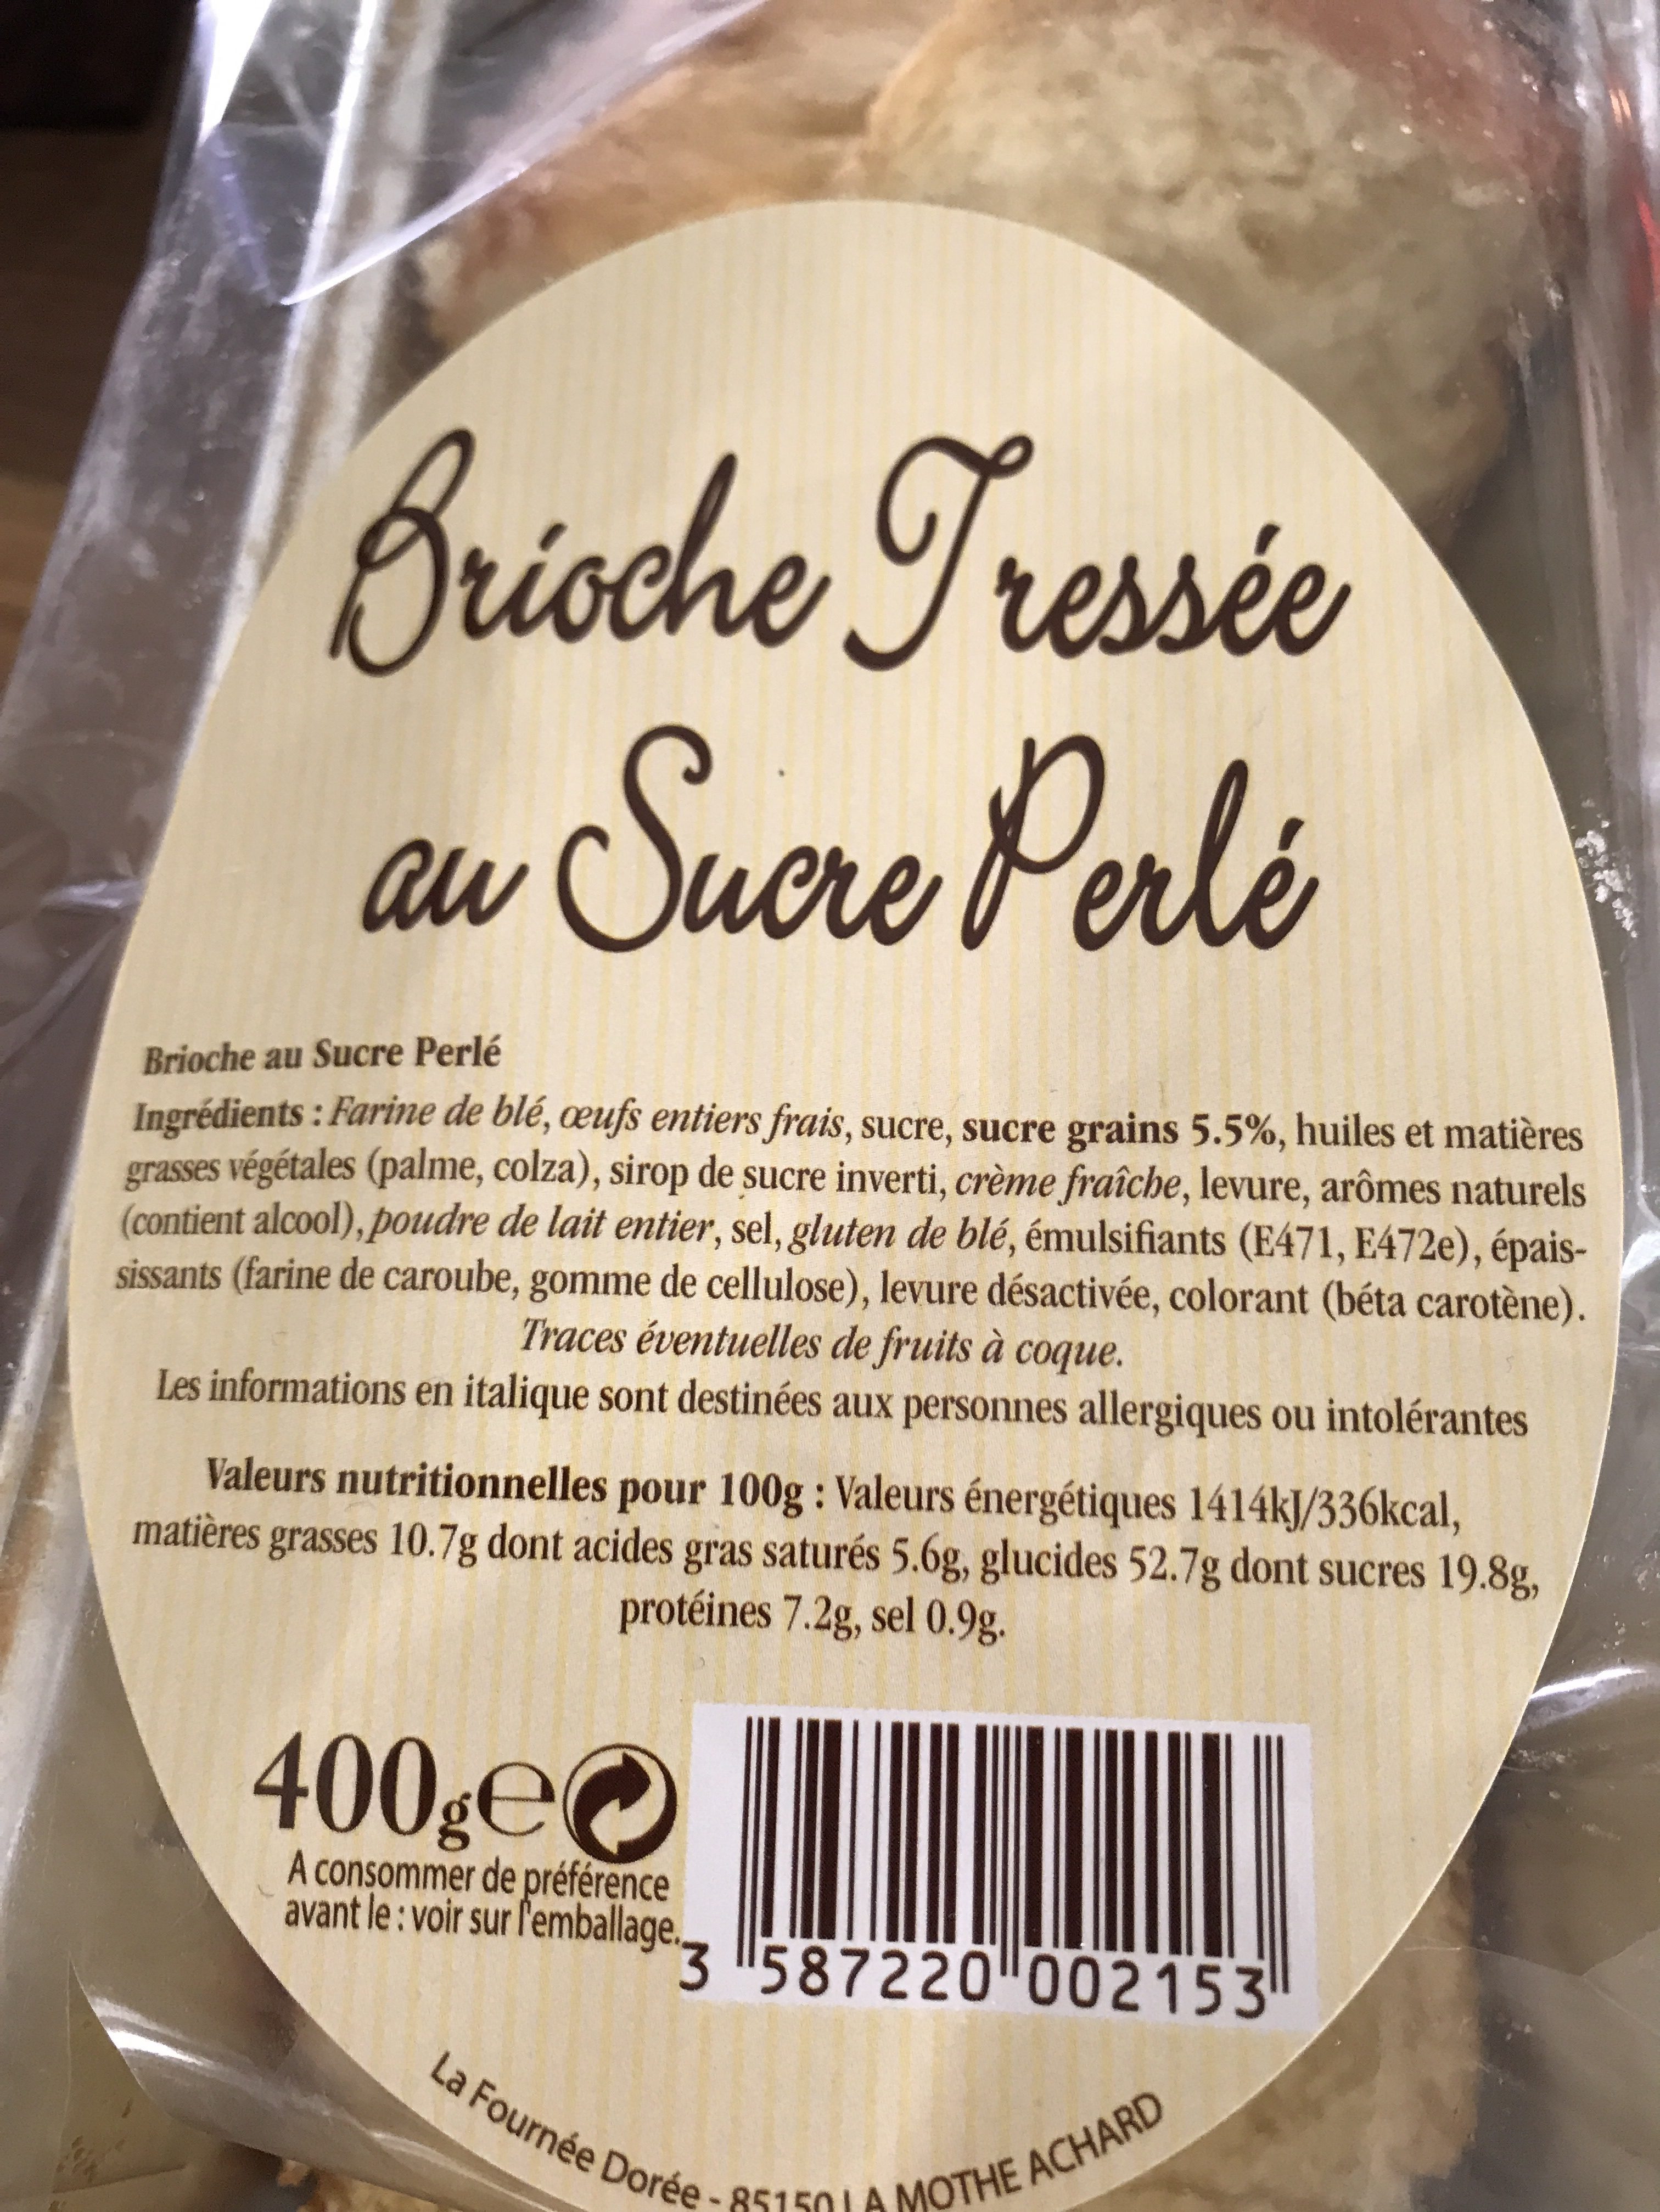 Brioche Tressée
au Sucre Perlé
Brioche au Sucre Perlé
Ingrédients : Farine de blé, œufs entiers frais, sucre, sucre grains 5.5%, huiles et matières
grasses végétales (palme, colza), sirop de sucre inverti, crème fraîche, levure, arômes naturels
(contient alcool), poudre de lait entier, sel, gluten de blé, émulsifiants (E471, E472e), épais-
sissants (farine de caroube, gomme de cellulose), levure désactivée, colorant (béta carotène).
Traces éventuelles de fruits à coque.
Les informations en italique sont destinées aux personnes allergiques ou intolérantes
Valeurs nutritionnelles pour 100g : Valeurs énergétiques 1414kJ/336kcal,
matières grasses 10.7g dont acides gras saturés 5.6g, glucides 52.7g dont sucres 19.8g,
protéines 7.2g, sel 0.9g.
400g℮
A consommer de préférence
avant le : voir sur l'emballage.
3 587220 002153
La Fournée Dorée - 85150 LA MOTHE ACHARD